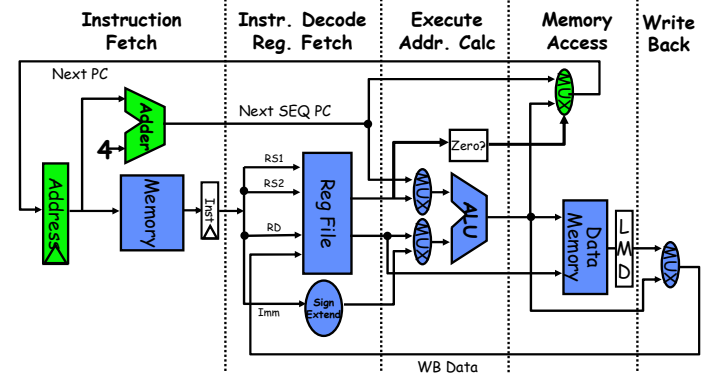 Instruction
Fetch
Instr. Decode
Reg. Fetch
Execute
Addr. Calc
Memory
Access
Write
Back
Next PC
Next SEQ PC
Adder
4
MUX
Zero?
Address
Memory
Inst
RS1
RS2
RD
Imm
Reg File
Sign
Extend
MUX
MUX
ALU
Data
Memory
L
M
D
MUX
WB Data